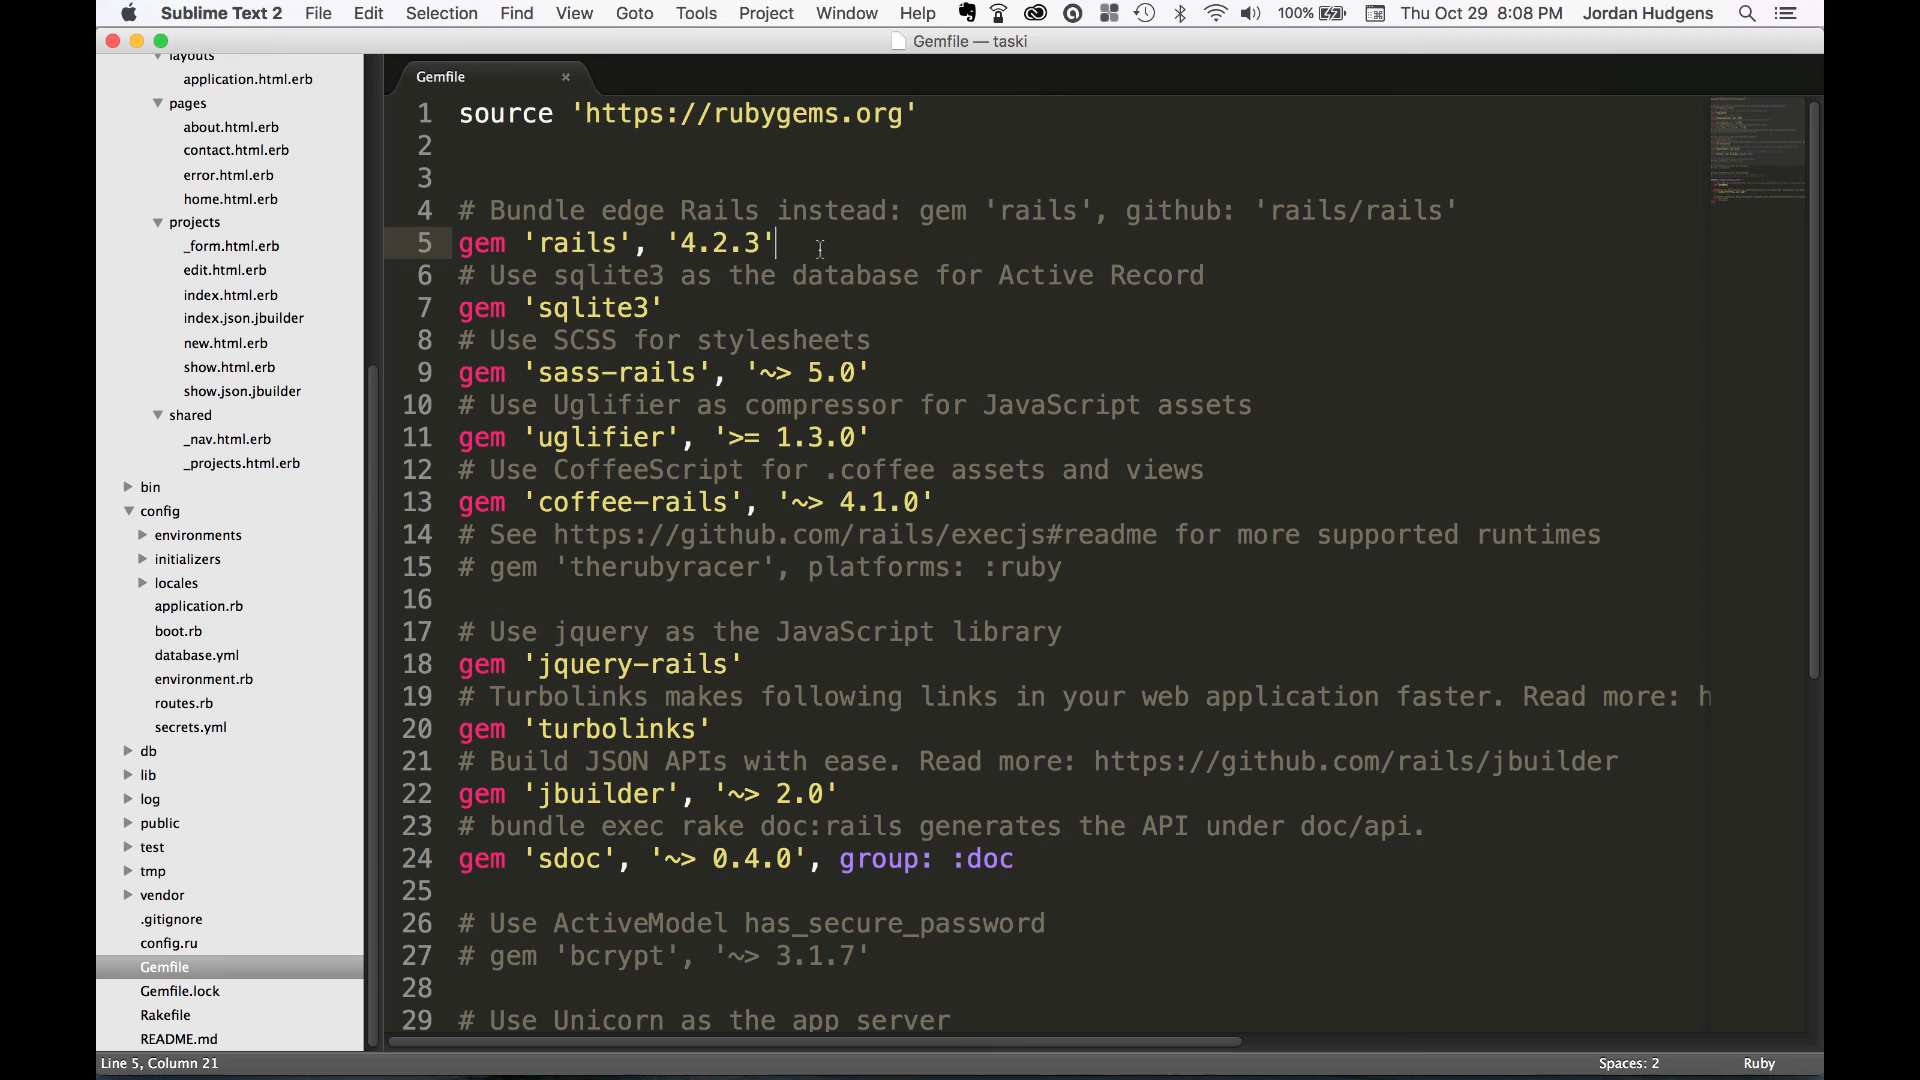 Sublime Text 2 File Edit Selection Find View Goto Tools Project Window Help 100% Thu Oct 29 8:08 PM Jordan Hudgens
Gemfile — taski
layouts
application.html.erb
pages
about.html.erb
contact.html.erb
error.html.erb
home.html.erb
projects
_form.html.erb
edit.html.erb
index.html.erb
index.json.jbuilder
new.html.erb
show.html.erb
show.json.jbuilder
shared
_nav.html.erb
_projects.html.erb
bin
config
environments
initializers
locales
application.rb
boot.rb
database.yml
environment.rb
routes.rb
secrets.yml
db
lib
log
public
test
tmp
vendor
.gitignore
config.ru
Gemfile
Gemfile.lock
Rakefile
README.md
Gemfile ×
1 source 'https://rubygems.org'
2
3
4 # Bundle edge Rails instead: gem 'rails', github: 'rails/rails'
5 gem 'rails', '4.2.3'
6 # Use sqlite3 as the database for Active Record
7 gem 'sqlite3'
8 # Use SCSS for stylesheets
9 gem 'sass-rails', '~> 5.0'
10 # Use Uglifier as compressor for JavaScript assets
11 gem 'uglifier', '>= 1.3.0'
12 # Use CoffeeScript for .coffee assets and views
13 gem 'coffee-rails', '~> 4.1.0'
14 # See https://github.com/rails/execjs#readme for more supported runtimes
15 # gem 'therubyracer', platforms: :ruby
16
17 # Use jquery as the JavaScript library
18 gem 'jquery-rails'
19 # Turbolinks makes following links in your web application faster. Read more: h
20 gem 'turbolinks'
21 # Build JSON APIs with ease. Read more: https://github.com/rails/jbuilder
22 gem 'jbuilder', '~> 2.0'
23 # bundle exec rake doc:rails generates the API under doc/api.
24 gem 'sdoc', '~> 0.4.0', group: :doc
25
26 # Use ActiveModel has_secure_password
27 # gem 'bcrypt', '~> 3.1.7'
28
29 # Use Unicorn as the app server
Line 5, Column 21 Spaces: 2 Ruby